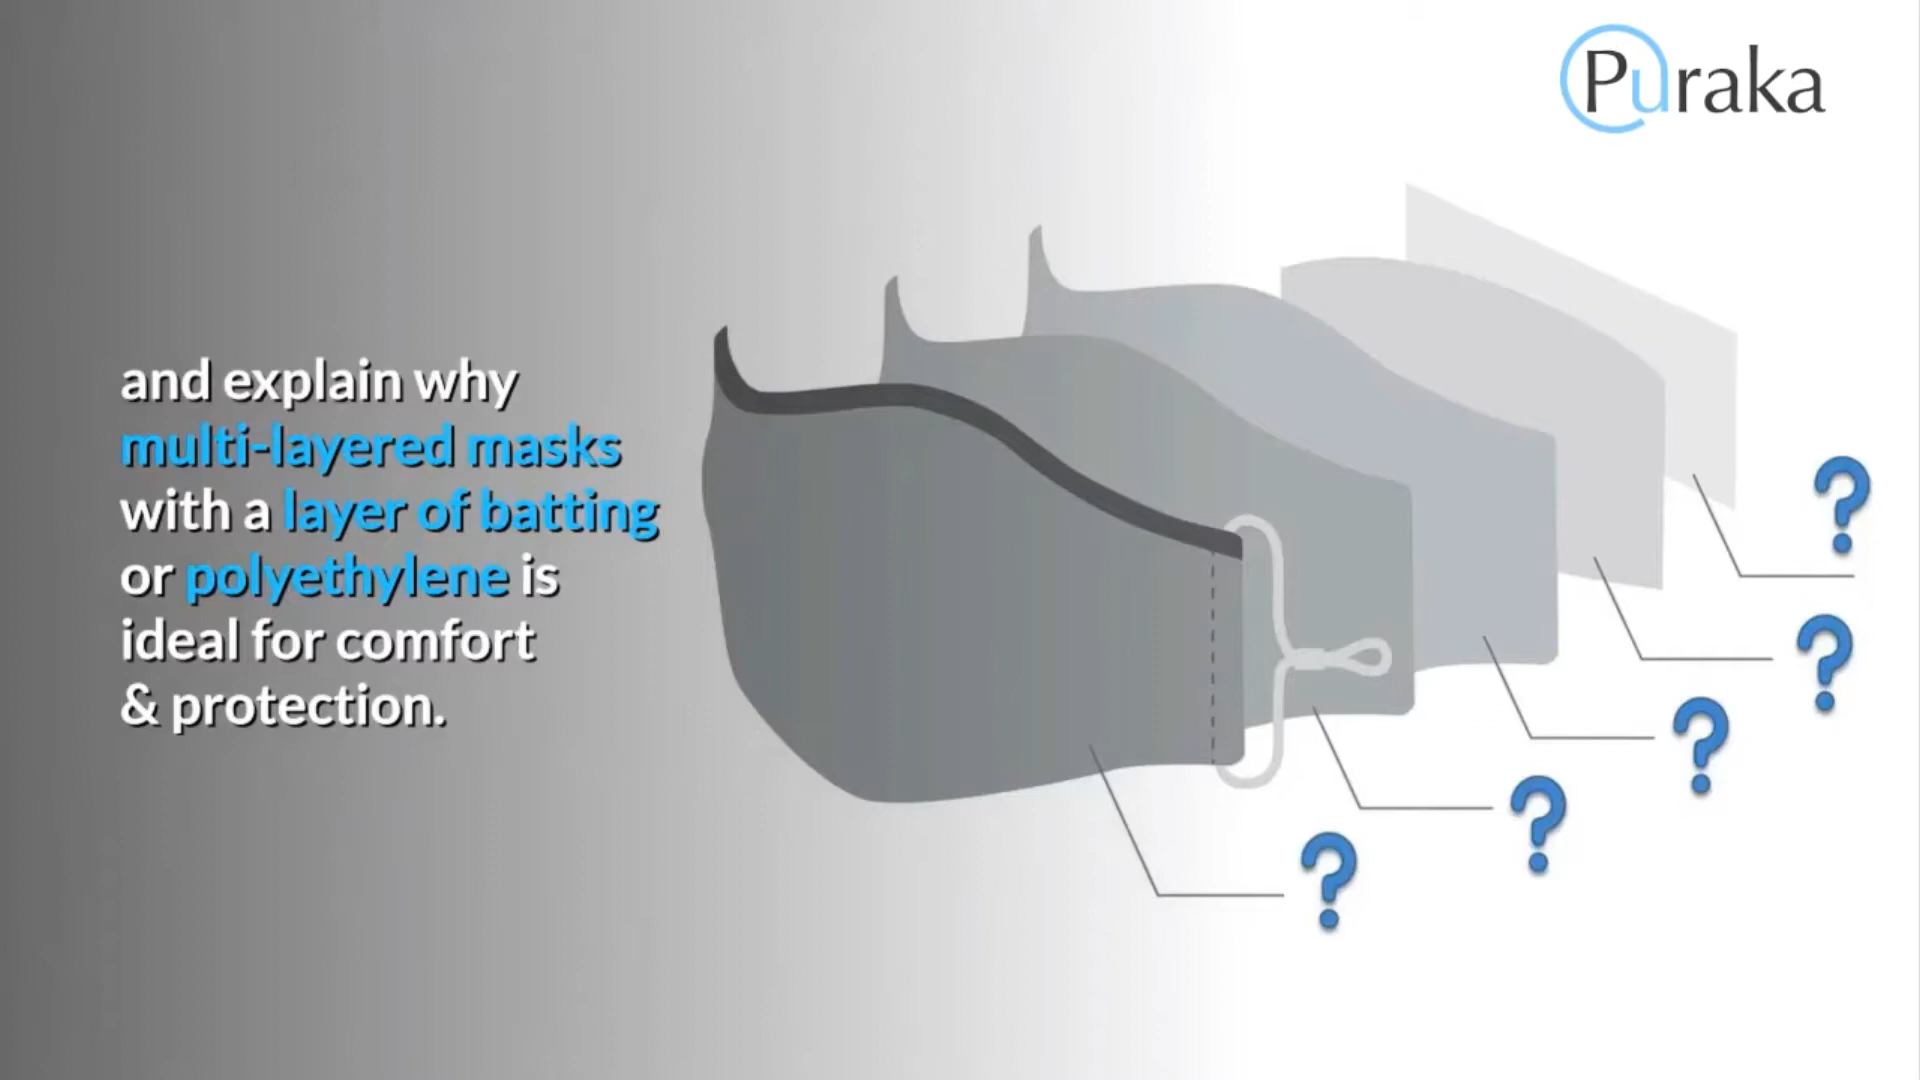 Puraka
and explain why
multi-layered masks
with a layer of batting
or polyethylene is
ideal for comfort
& protection.
?
?
?
?
?